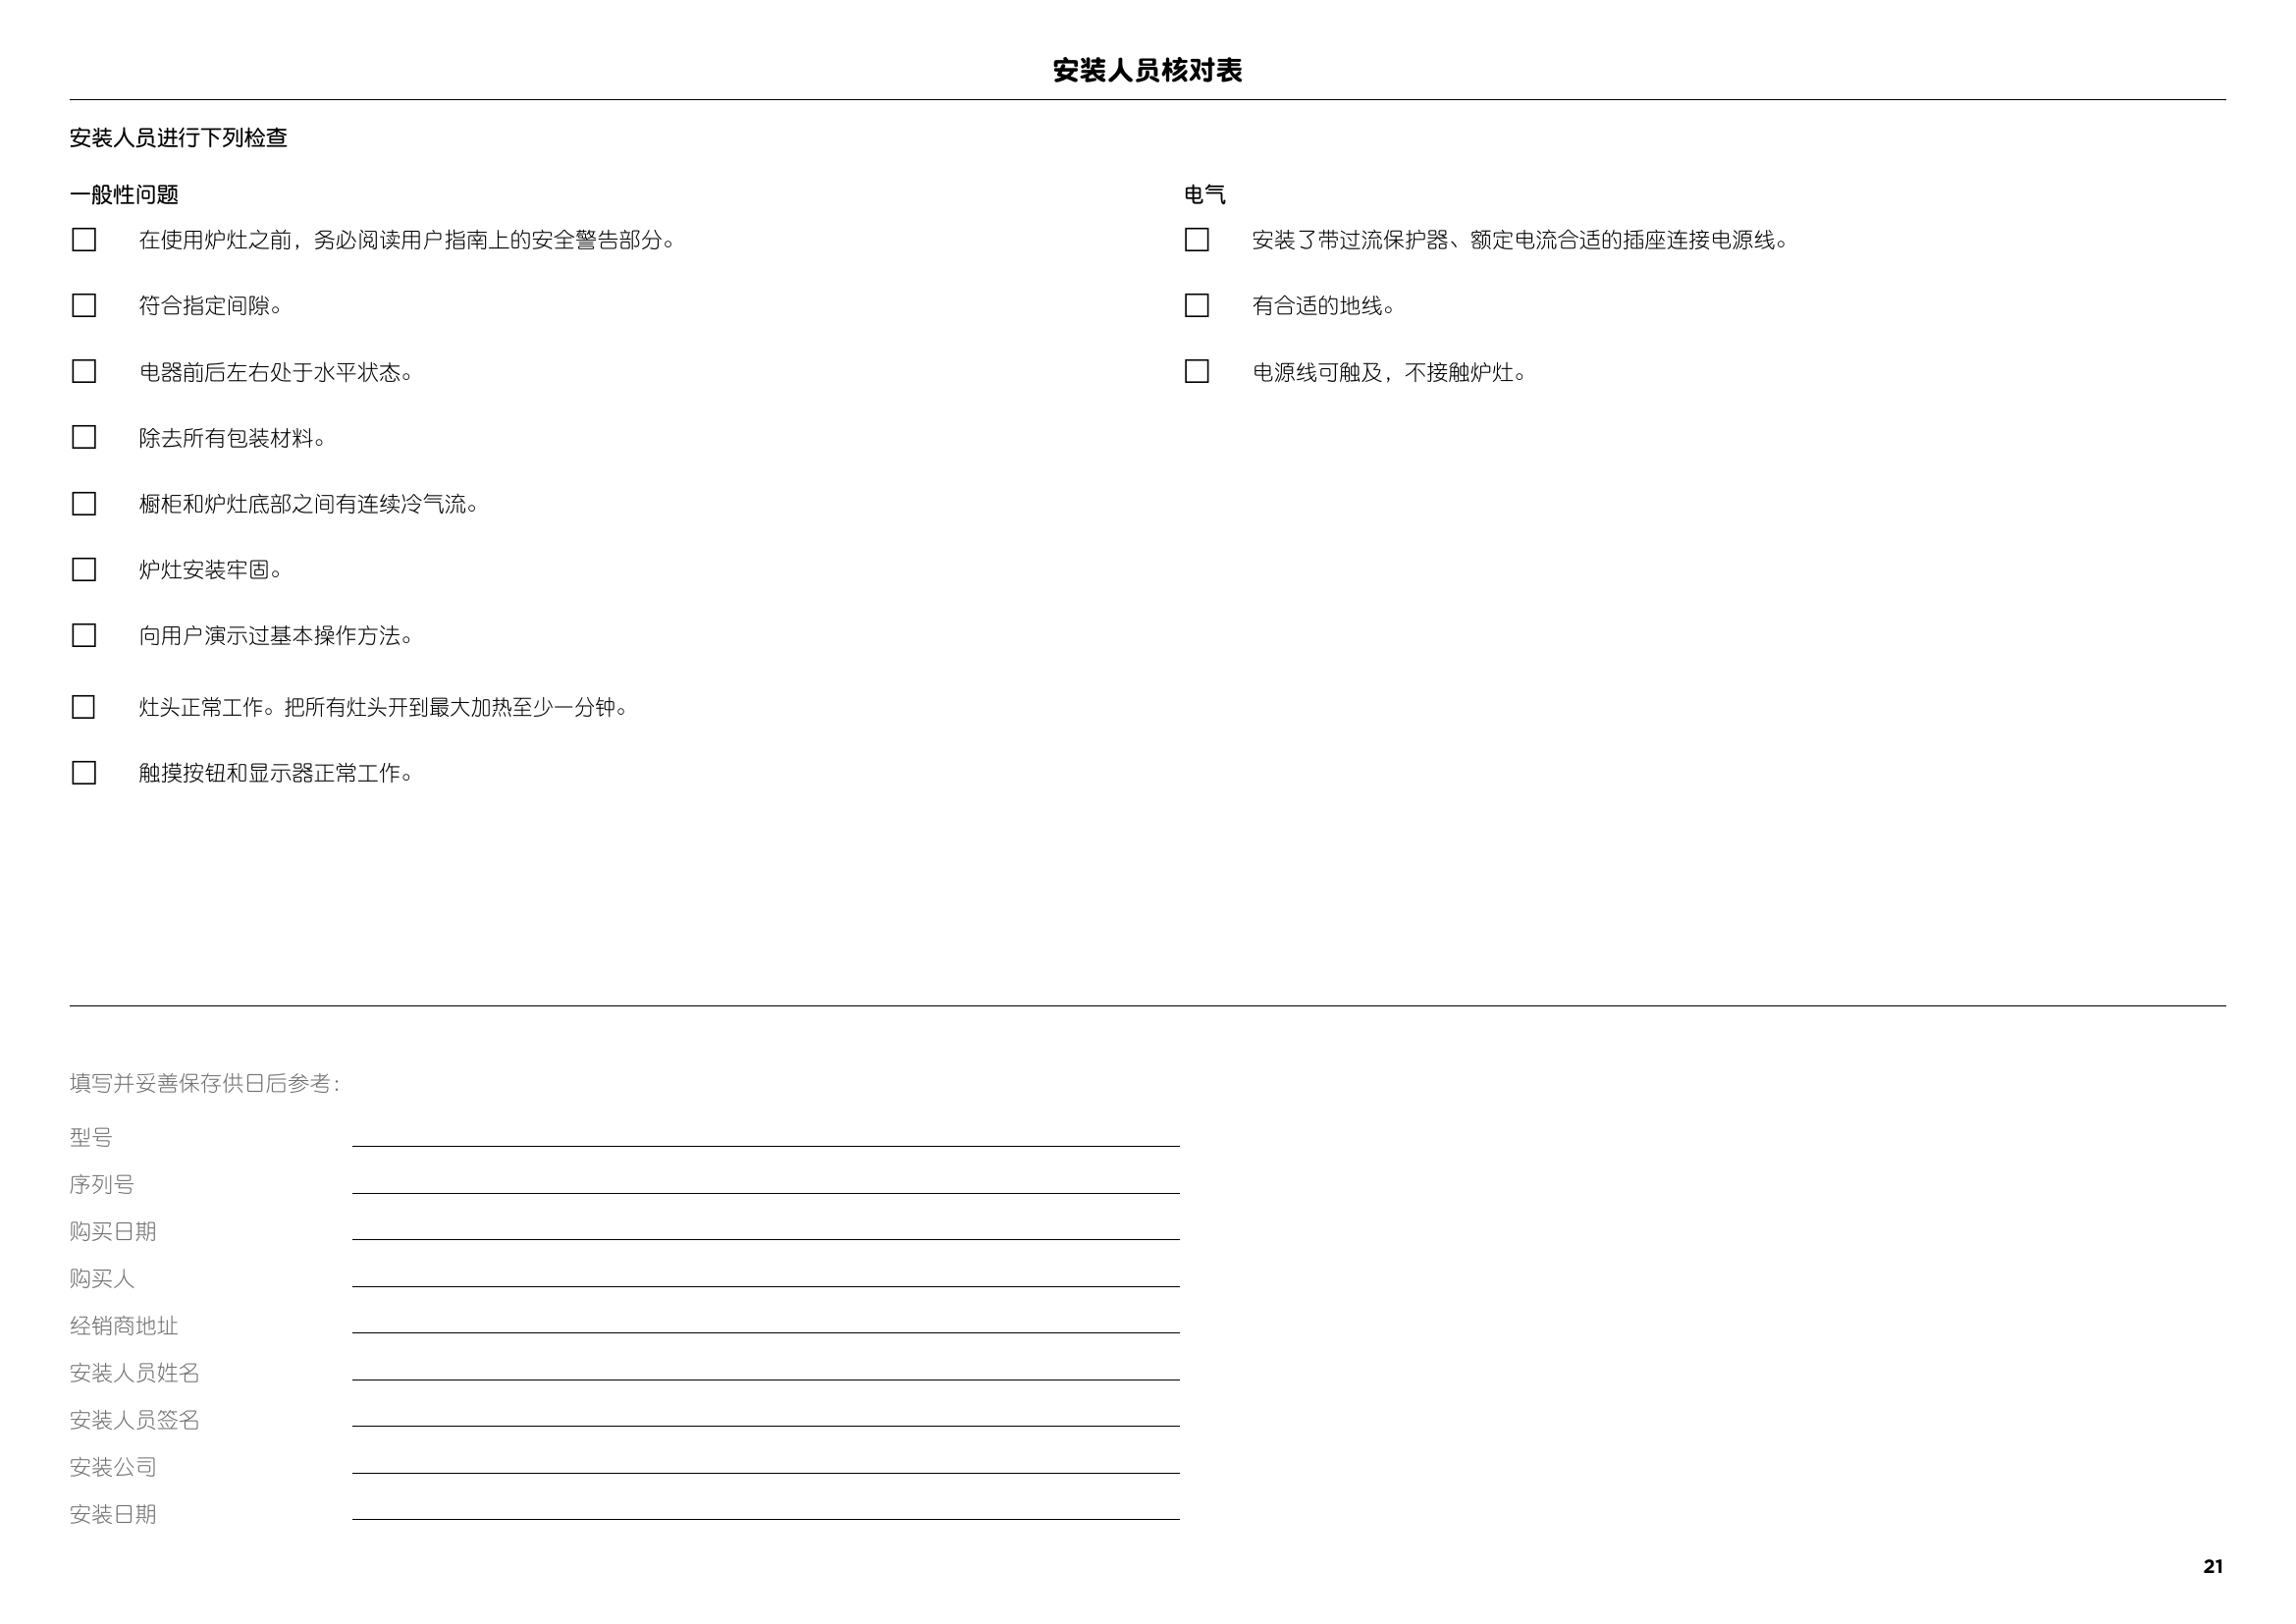 安装人员核对表
安装人员进行下列检查
一般性问题
在使用炉灶之前，务必阅读用户指南上的安全警告部分。
符合指定间隙。
电器前后左右处于水平状态。
除去所有包装材料。
橱柜和炉灶底部之间有连续冷气流。
炉灶安装牢固。
向用户演示过基本操作方法。
灶头正常工作。把所有灶头开到最大加热至少一分钟。
触摸按钮和显示器正常工作。
电气
安装了带过流保护器、额定电流合适的插座连接电源线。
有合适的地线。
电源线可触及，不接触炉灶。
填写并妥善保存供日后参考：
型号
序列号
购买日期
购买人
经销商地址
安装人员姓名
安装人员签名
安装公司
安装日期
21